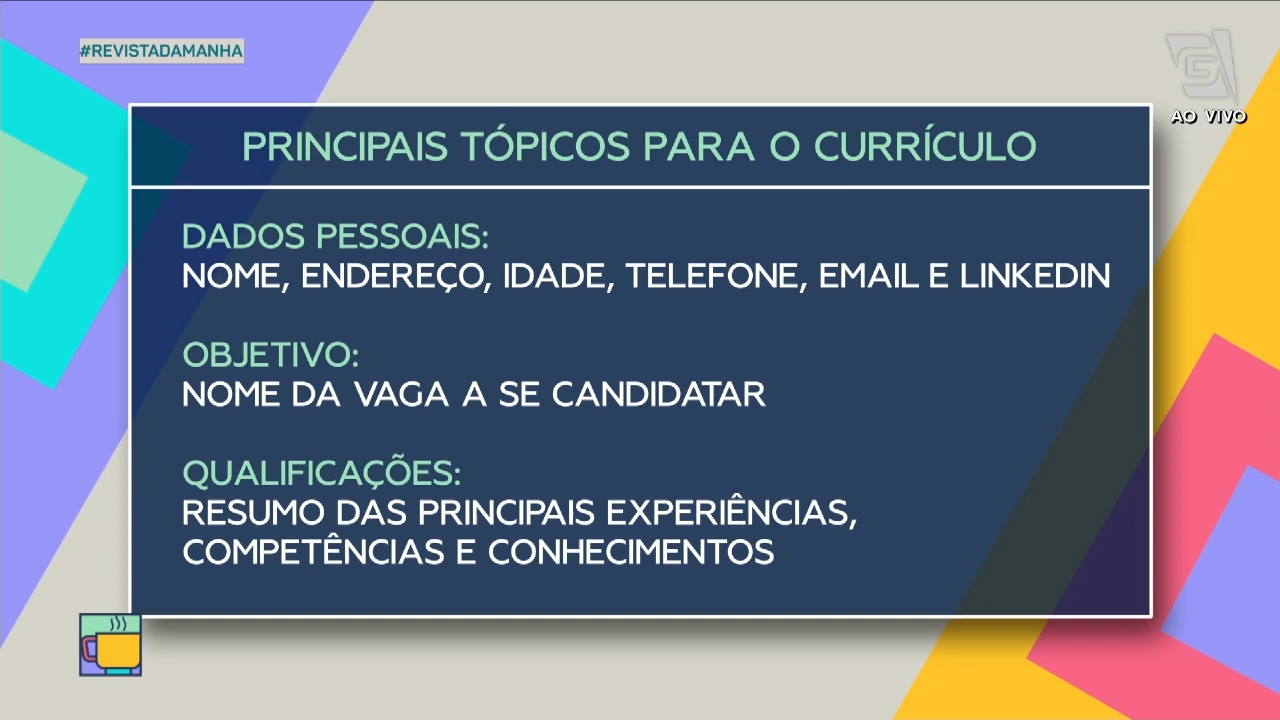 #REVISTADAMANHA
G
AO VIVO
PRINCIPAIS TÓPICOS PARA O CURRÍCULO
DADOS PESSOAIS:
NOME, ENDEREÇO, IDADE, TELEFONE, EMAIL E LINKEDIN
OBJETIVO:
NOME DA VAGA A SE CANDIDATAR
QUALIFICAÇÕES:
RESUMO DAS PRINCIPAIS EXPERIÊNCIAS,
COMPETÊNCIAS E CONHECIMENTOS